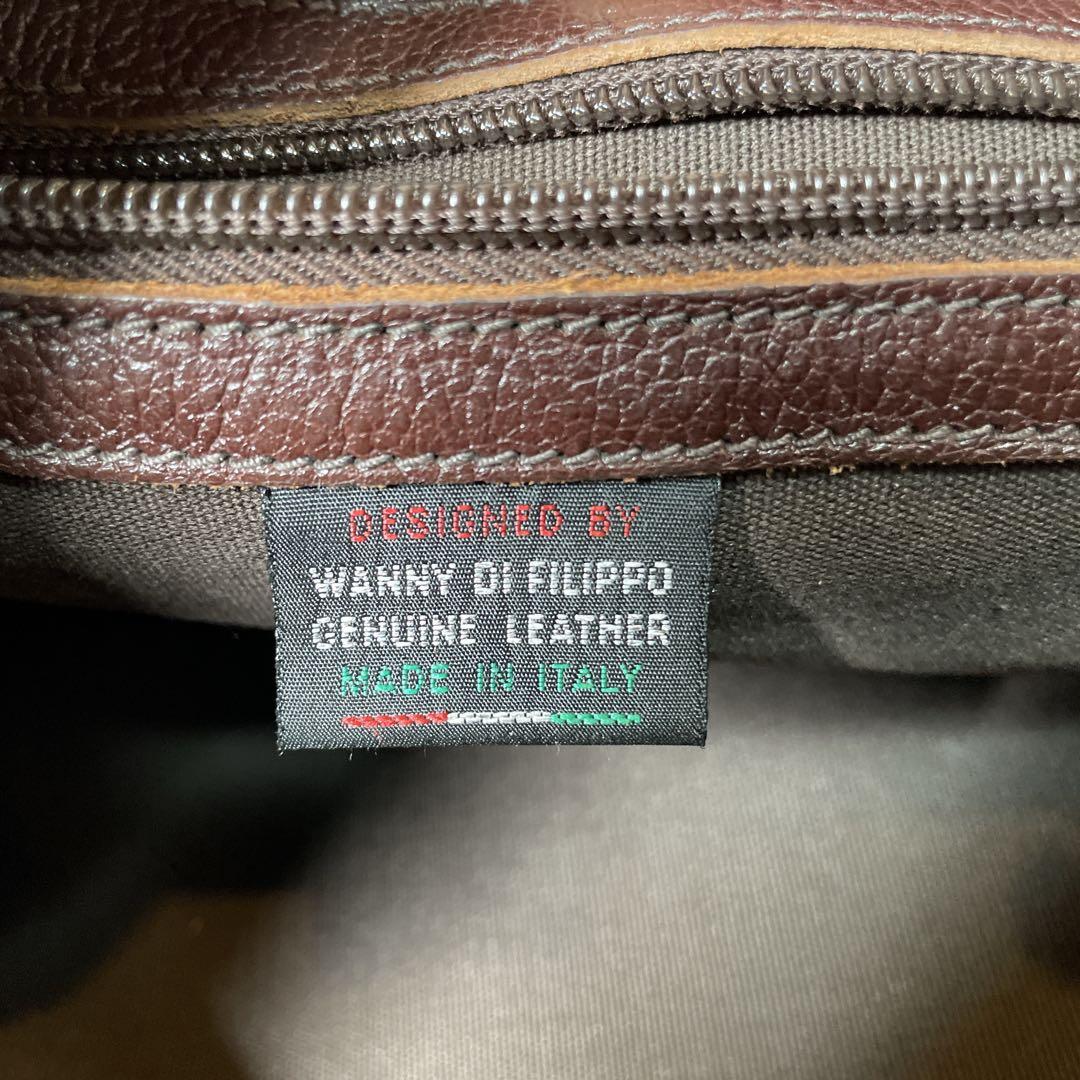 DESIGNED BY
WANNY DI FILIPPO
GENUINE LEATHER
MADE IN ITALY